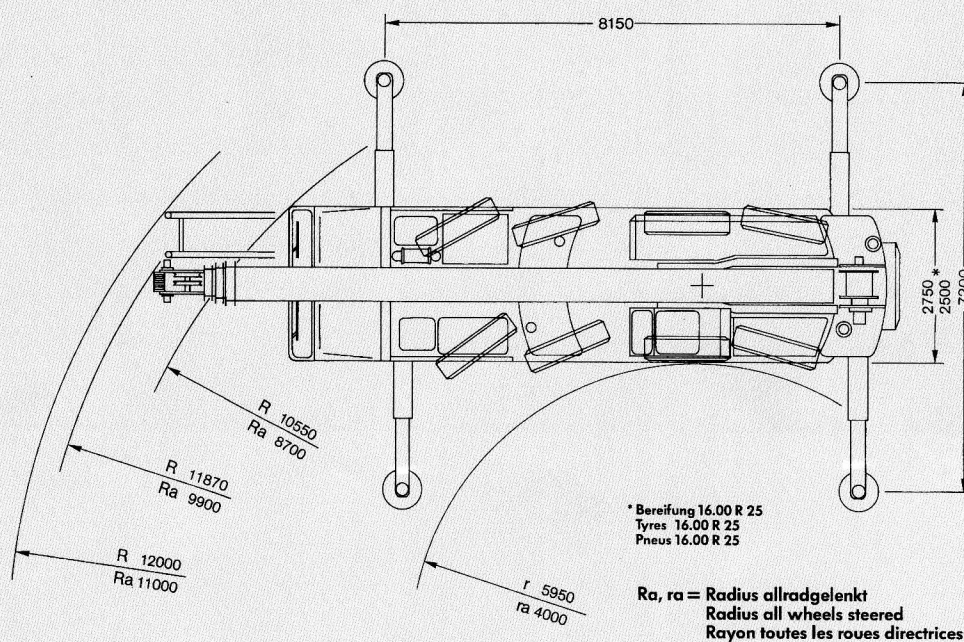 8150
2750 *
2500
7200
R 10550
Ra 8700
R 11870
Ra 9900
R 12000
Ra 11000
r 5950
ra 4000
* Bereifung 16.00 R 25
Tyres 16.00 R 25
Pneus 16.00 R 25
Ra, ra = Radius allradgelenkt
Radius all wheels steered
Rayon toutes les roues directrices